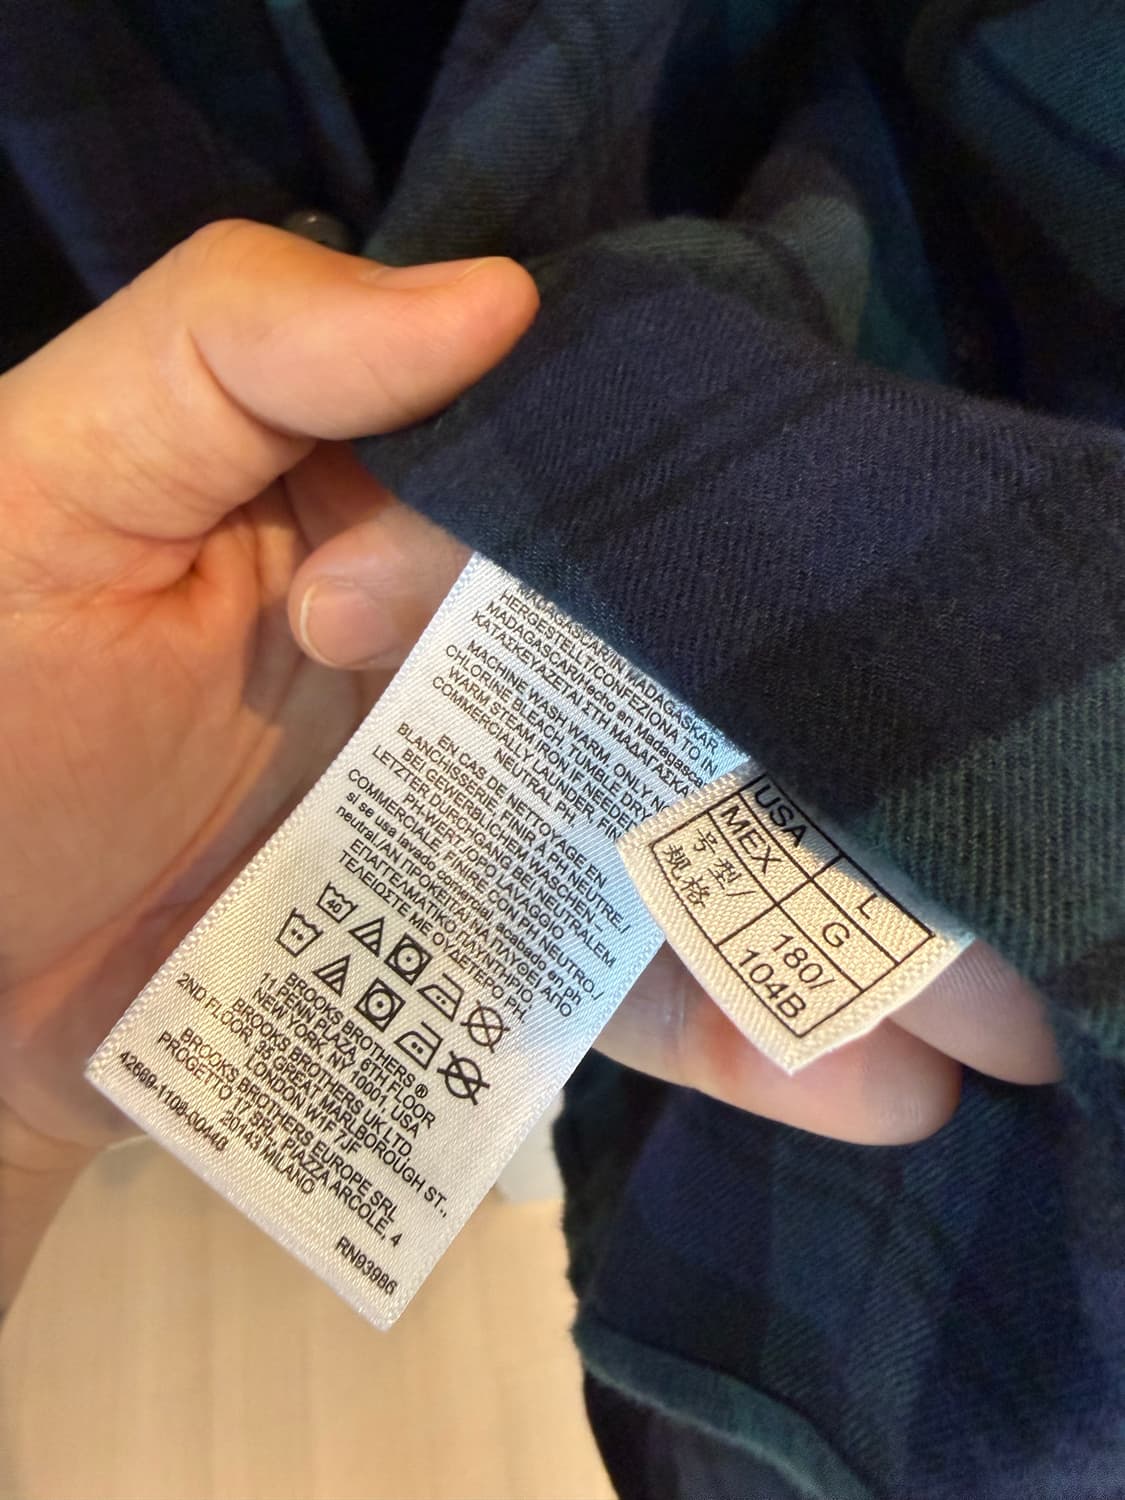 MADAGASCAR/IN MADAGASKAR
HERGESTELLT/CONFEZIONATO IN
MADAGASCAR/Hecho en Madagascar
ΚΑΤΑΣΚΕΥΑΖΕΤΑΙ ΣΤΗ
MACHINE WASH WARM. ONLY
CHLORINE BLEACH. TUMBLE DRY
WARM STEAM IRON IF NEEDED
COMMERCIALLY LAUNDER,
NEUTRAL PH.
EN CAS DE NETTOYAGE EN
BLANCHISSERIE, FINIR À PH NEUTRE./
BEI GEWERBLICHEM WASCHEN –
LETZTER DURCHGANG BEI NEUTRALEM
PH-WERT./OPO LAVAGGIO
COMMERCIALE, FINIRE CON PH NEUTRO./
si se usa lavado comercial, acabado en ph
neutral/ΑΝ ΠΡΟΚΕΙΤΑΙ ΝΑ ΠΛΥΘΕΙ ΑΠΟ
ΕΠΑΓΓΕΛΜΑΤΙΚΟ ΠΛΥΝΤΗΡΙΟ,
ΤΕΛΕΙΩΣΤΕ ΜΕ ΟΥΔΕΤΕΡΟ PH.
40
BROOKS BROTHERS ®
11 PENN PLAZA, 6TH FLOOR
NEW YORK, NY 10001, USA
BROOKS BROTHERS UK LTD,
2ND FLOOR, 95 GREAT MARLBOROUGH ST.,
LONDON W1F 7JF
BROOKS BROTHERS EUROPE SRL
PROGETTO 17 SRL, PIAZZA ARCOLE, 4
20143 MILANO
RN93986
USA L
MEX G
号型/ 180/
规格 104B